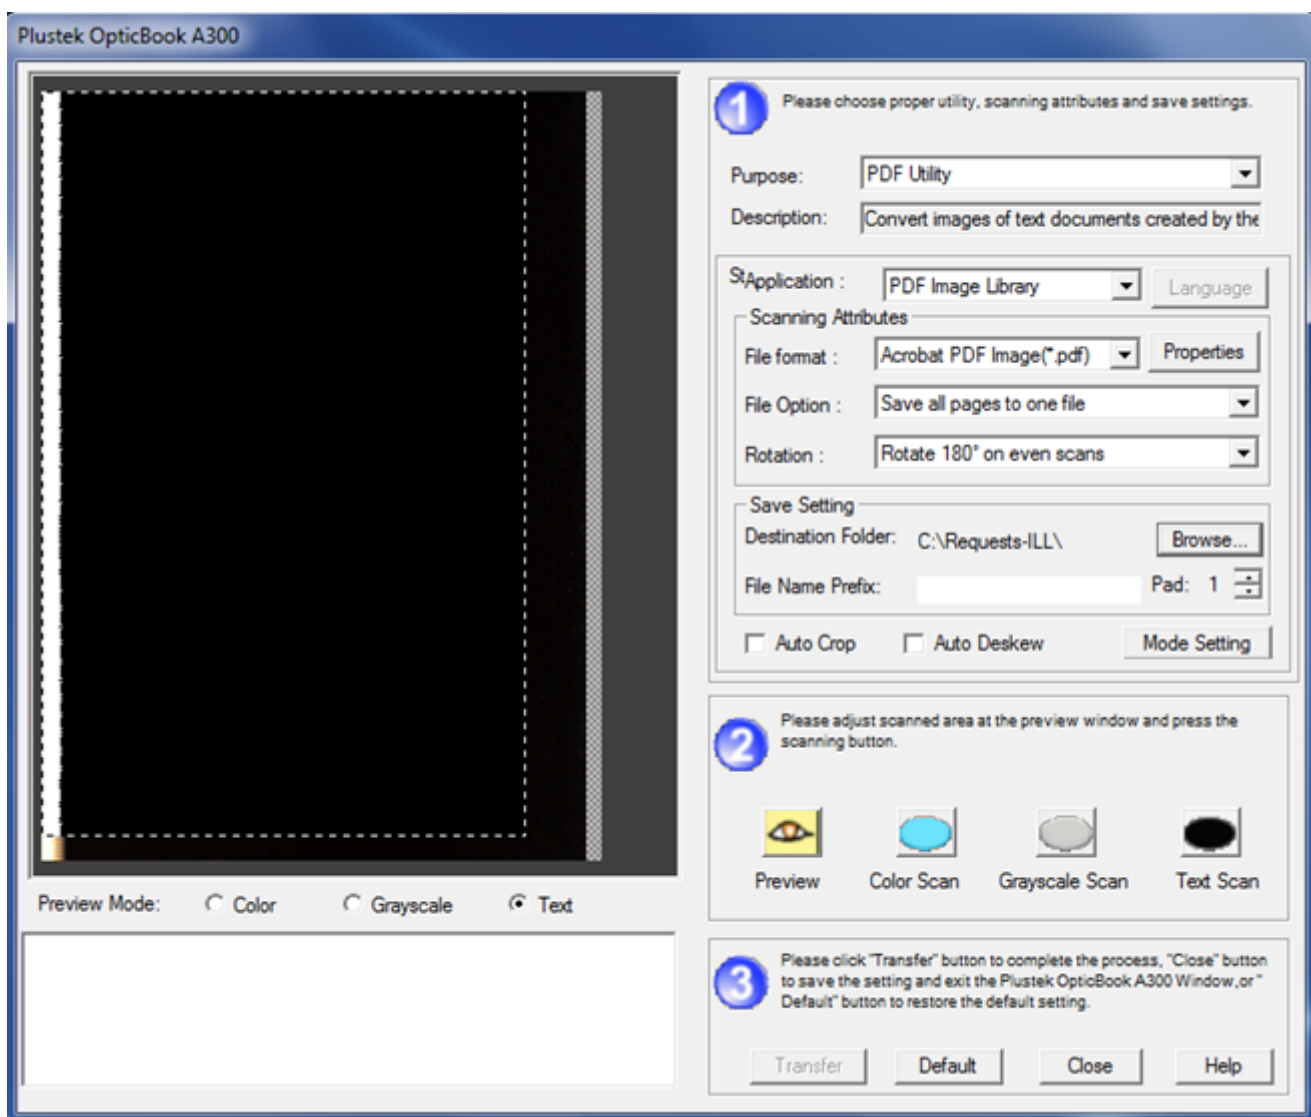 Plustek OpticBook A300
1 Please choose proper utility, scanning attributes and save settings.
Purpose: PDF Utility
Description: Convert images of text documents created by the
StApplication : PDF Image Library Language
Scanning Attributes
File format : Acrobat PDF Image(*.pdf) Properties
File Option : Save all pages to one file
Rotation : Rotate 180° on even scans
Save Setting
Destination Folder: C:\Requests-ILL\ Browse...
File Name Prefix: Pad: 1
Auto Crop Auto Deskew Mode Setting
2 Please adjust scanned area at the preview window and press the
scanning button.
Preview Color Scan Grayscale Scan Text Scan
Preview Mode: Color Grayscale Text
3 Please click "Transfer" button to complete the process, "Close" button
to save the setting and exit the Plustek OpticBook A300 Window,or "
Default" button to restore the default setting.
Transfer Default Close Help